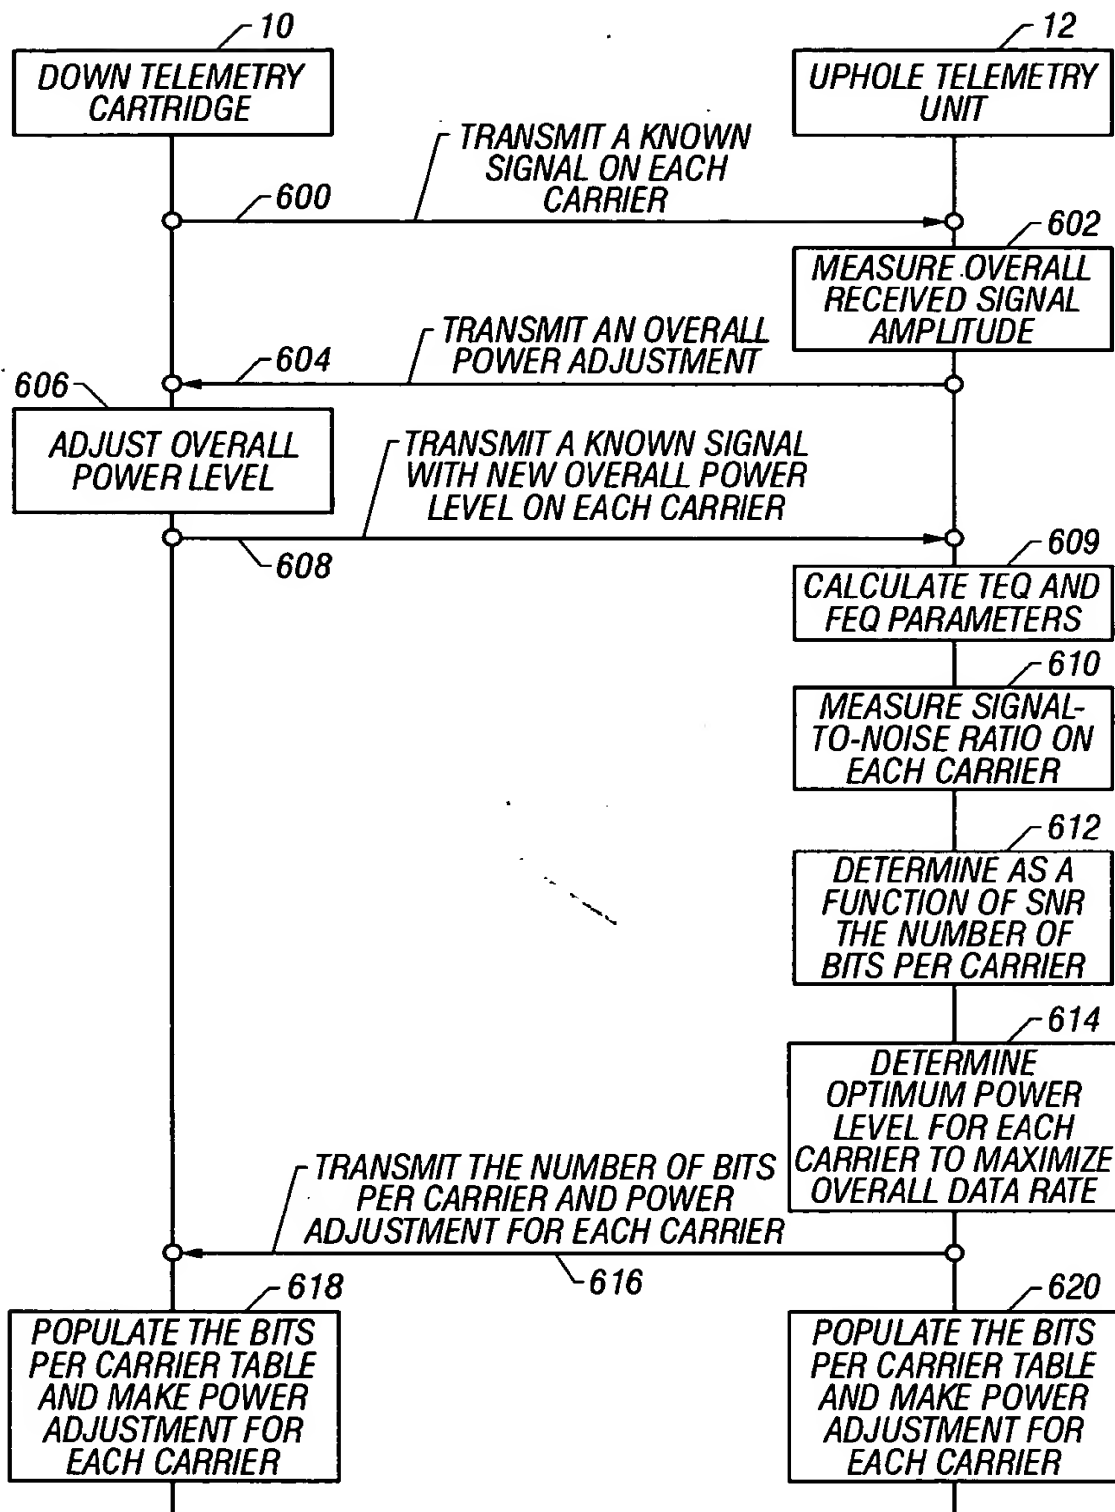 10
DOWN TELEMETRY
CARTRIDGE
12
UPHOLE TELEMETRY
UNIT
TRANSMIT A KNOWN
SIGNAL ON EACH
CARRIER
600
602
MEASURE OVERALL
RECEIVED SIGNAL
AMPLITUDE
TRANSMIT AN OVERALL
POWER ADJUSTMENT
604
606
ADJUST OVERALL
POWER LEVEL
TRANSMIT A KNOWN SIGNAL
WITH NEW OVERALL POWER
LEVEL ON EACH CARRIER
608
609
CALCULATE TEQ AND
FEQ PARAMETERS
610
MEASURE SIGNAL-
TO-NOISE RATIO ON
EACH CARRIER
612
DETERMINE AS A
FUNCTION OF SNR
THE NUMBER OF
BITS PER CARRIER
614
DETERMINE
OPTIMUM POWER
LEVEL FOR EACH
CARRIER TO MAXIMIZE
OVERALL DATA RATE
TRANSMIT THE NUMBER OF BITS
PER CARRIER AND POWER
ADJUSTMENT FOR EACH CARRIER
616
618
POPULATE THE BITS
PER CARRIER TABLE
AND MAKE POWER
ADJUSTMENT FOR
EACH CARRIER
620
POPULATE THE BITS
PER CARRIER TABLE
AND MAKE POWER
ADJUSTMENT FOR
EACH CARRIER